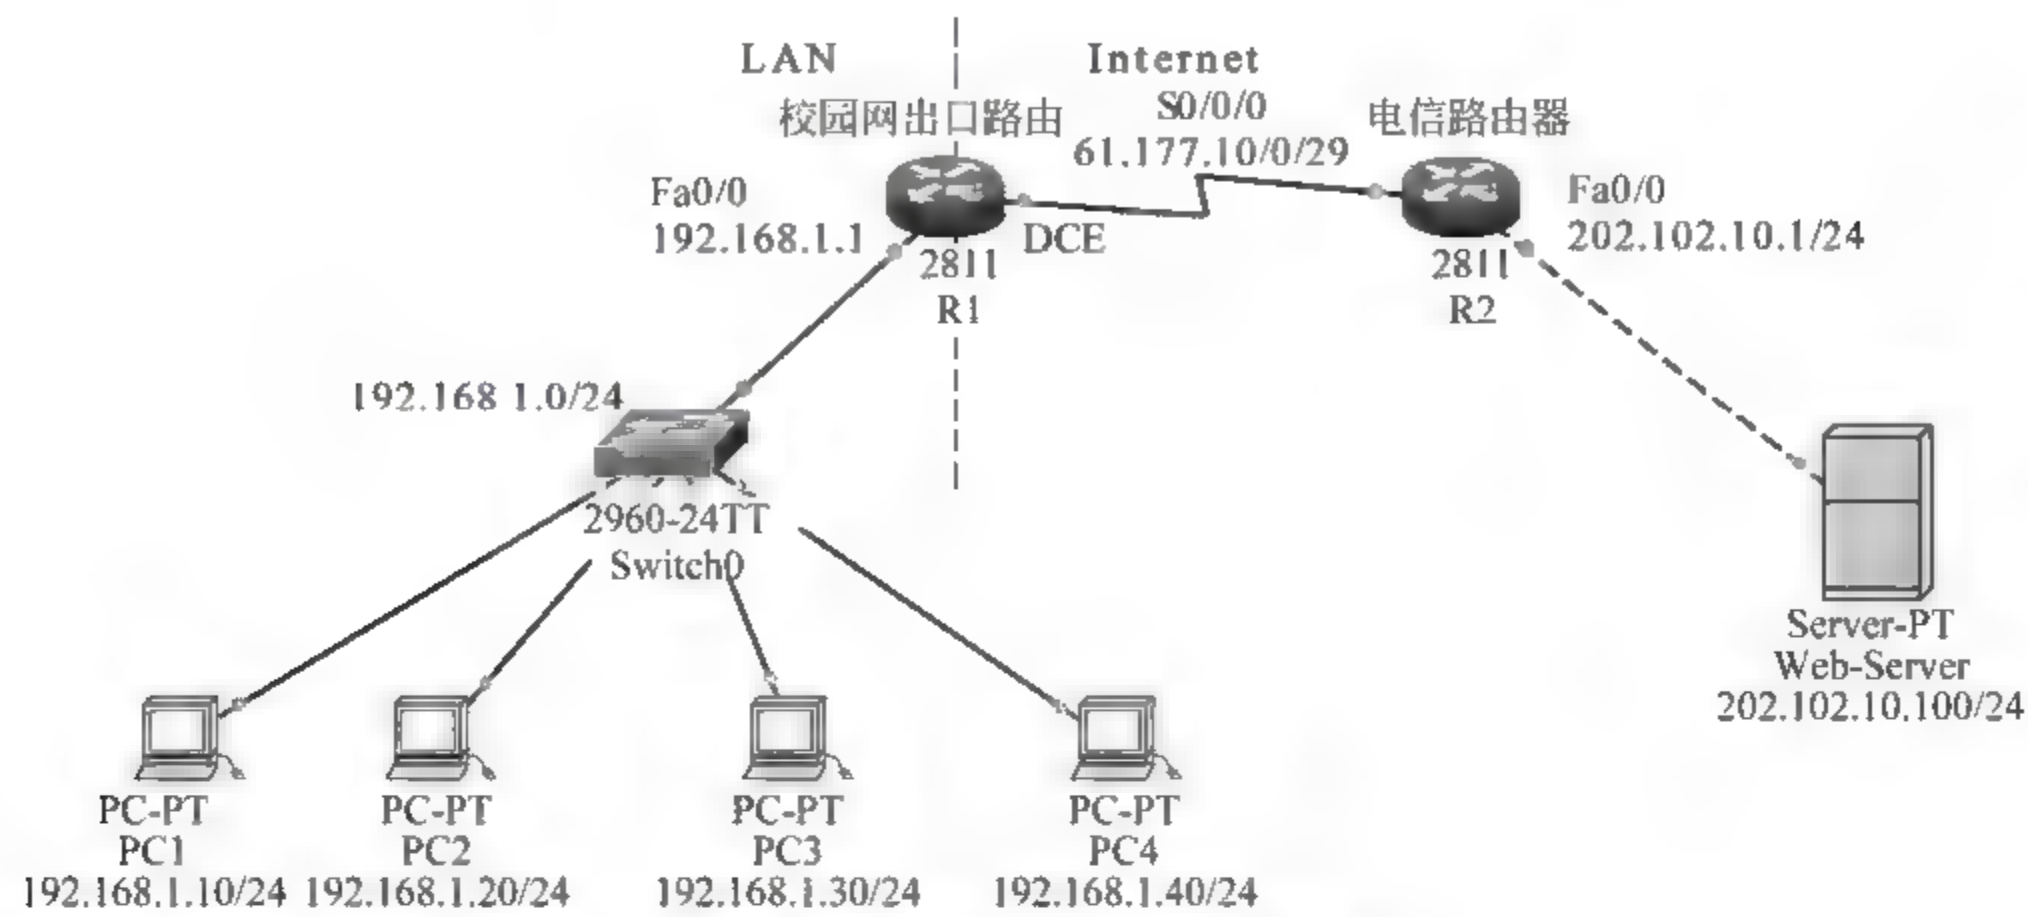 LAN
Internet
校园网出口路由
S0/0/0
电信路由器
61.177.10/0/29
Fa0/0
192.168.1.1
DCE
Fa0/0
202.102.10.1/24
2811
R1
2811
R2
192.168 1.0/24
2960-24TT
Switch0
Server-PT
Web-Server
202.102.10.100/24
PC-PT
PC1
192.168.1.10/24
PC-PT
PC2
192.168.1.20/24
PC-PT
PC3
192.168.1.30/24
PC-PT
PC4
192.168.1.40/24